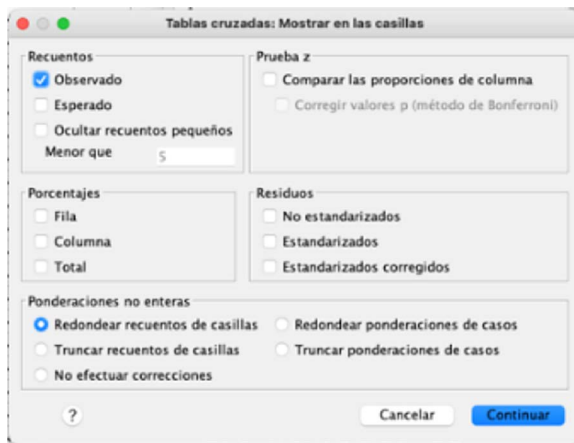 Tablas cruzadas: Mostrar en las casillas
Recuentos
Observado
Esperado
Ocultar recuentos pequeños
Menor que 5
Prueba z
Comparar las proporciones de columna
Corregir valores p (método de Bonferroni)
Porcentajes
Fila
Columna
Total
Residuos
No estandarizados
Estandarizados
Estandarizados corregidos
Ponderaciones no enteras
Redondear recuentos de casillas
Redondear ponderaciones de casos
Truncar recuentos de casillas
Truncar ponderaciones de casos
No efectuar correcciones
?
Cancelar
Continuar